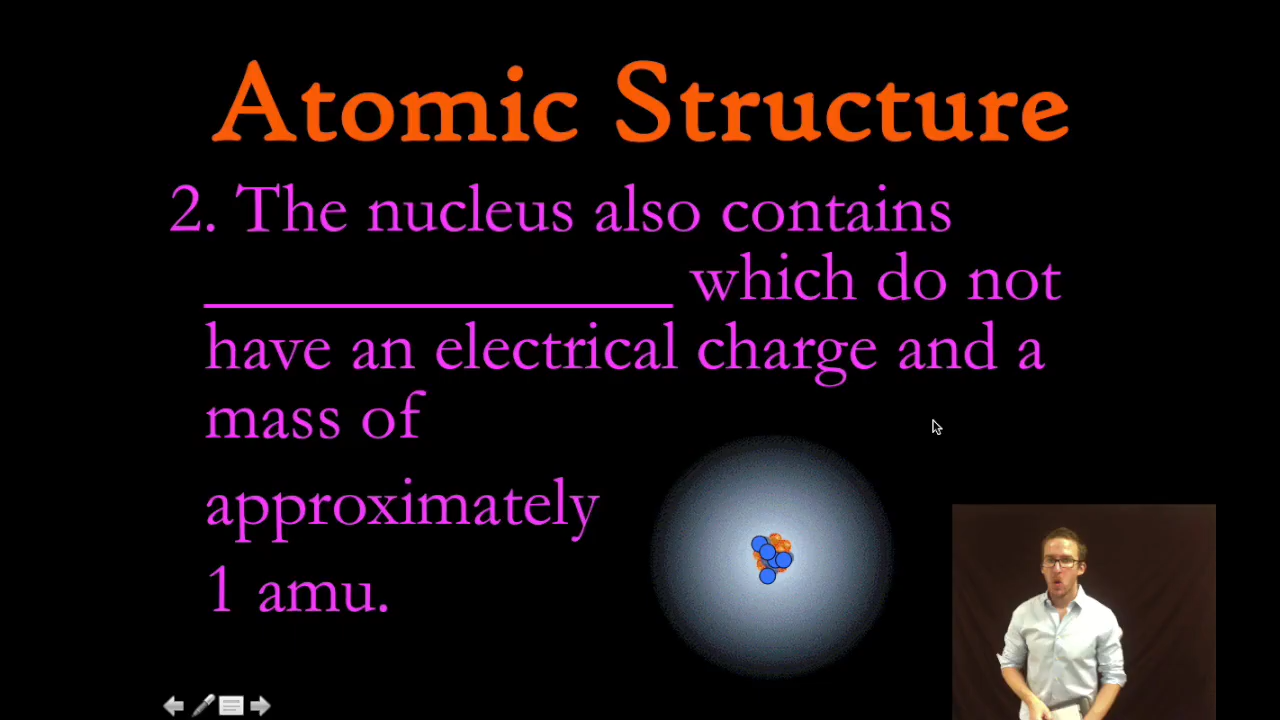 Atomic Structure
2. The nucleus also contains
_______________ which do not
have an electrical charge and a
mass of
approximately
1 amu.